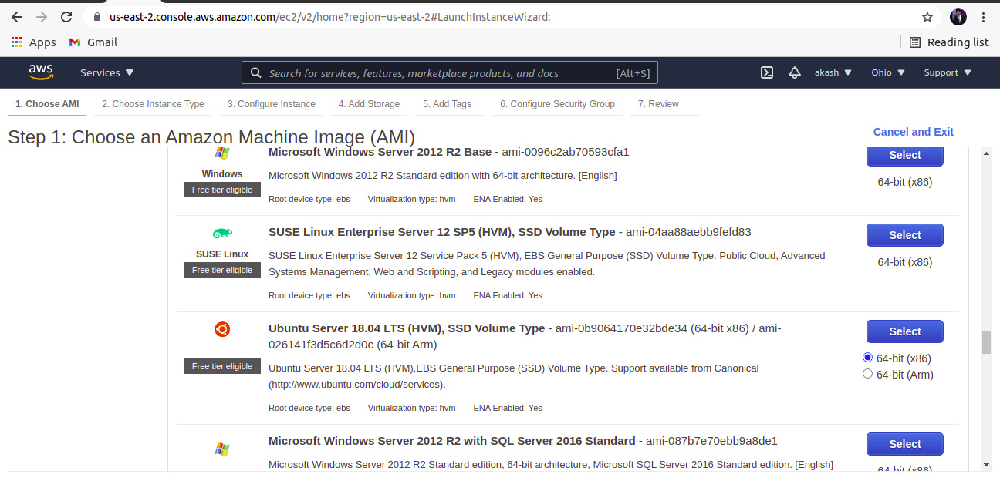 us-east-2.console.aws.amazon.com/ec2/v2/home?region=us-east-2#LaunchInstanceWizard:
Apps Gmail Reading list
aws Services Search for services, features, marketplace products, and docs [Alt+S] akash Ohio Support
1. Choose AMI 2. Choose Instance Type 3. Configure Instance 4. Add Storage 5. Add Tags 6. Configure Security Group 7. Review
Step 1: Choose an Amazon Machine Image (AMI) Cancel and Exit
Microsoft Windows Server 2012 R2 Base - ami-0096c2ab70593cfa1 Select
Windows Microsoft Windows 2012 R2 Standard edition with 64-bit architecture. [English] 64-bit (x86)
Free tier eligible
Root device type: ebs Virtualization type: hvm ENA Enabled: Yes
SUSE Linux Enterprise Server 12 SP5 (HVM), SSD Volume Type - ami-04aa88aebb9fefd83 Select
SUSE Linux SUSE Linux Enterprise Server 12 Service Pack 5 (HVM), EBS General Purpose (SSD) Volume Type. Public Cloud, Advanced 64-bit (x86)
Free tier eligible Systems Management, Web and Scripting, and Legacy modules enabled.
Root device type: ebs Virtualization type: hvm ENA Enabled: Yes
Ubuntu Server 18.04 LTS (HVM), SSD Volume Type - ami-0b9064170e32bde34 (64-bit x86) / ami- Select
026141f3d5c6d2d0c (64-bit Arm)
64-bit (x86)
Free tier eligible Ubuntu Server 18.04 LTS (HVM),EBS General Purpose (SSD) Volume Type. Support available from Canonical 64-bit (Arm)
(http://www.ubuntu.com/cloud/services).
Root device type: ebs Virtualization type: hvm ENA Enabled: Yes
Microsoft Windows Server 2012 R2 with SQL Server 2016 Standard - ami-087b7e70ebb9a8de1 Select
Microsoft Windows Server 2012 R2 Standard edition, 64-bit architecture, Microsoft SQL Server 2016 Standard edition. [English] 64-bit (x86)